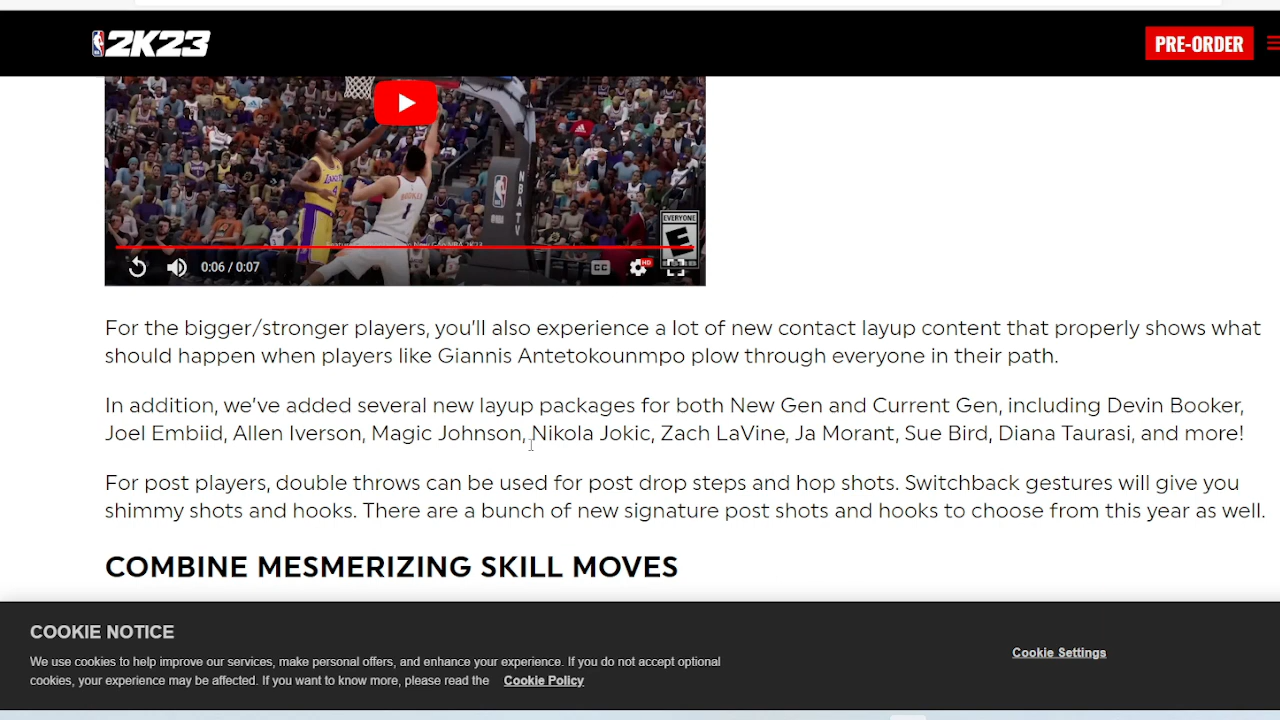 2K23
PRE-ORDER
LAKERS
BOOKER
1
NBA TV
EVERYONE
E
HD
0:06 / 0:07
CC
For the bigger/stronger players, you'll also experience a lot of new contact layup content that properly shows what
should happen when players like Giannis Antetokounmpo plow through everyone in their path.
In addition, we've added several new layup packages for both New Gen and Current Gen, including Devin Booker,
Joel Embiid, Allen Iverson, Magic Johnson, Nikola Jokic, Zach LaVine, Ja Morant, Sue Bird, Diana Taurasi, and more!
For post players, double throws can be used for post drop steps and hop shots. Switchback gestures will give you
shimmy shots and hooks. There are a bunch of new signature post shots and hooks to choose from this year as well.
COMBINE MESMERIZING SKILL MOVES
COOKIE NOTICE
We use cookies to help improve our services, make personal offers, and enhance your experience. If you do not accept optional
cookies, your experience may be affected. If you want to know more, please read the Cookie Policy
Cookie Settings